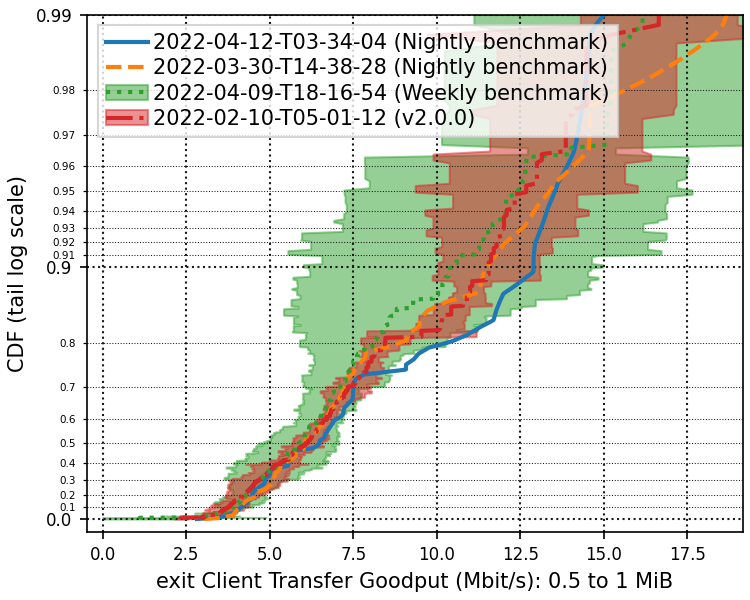 0.99
0.98
0.97
0.96
0.95
0.94
0.93
0.92
0.91
0.9
0.8
0.7
0.6
0.5
0.4
0.3
0.2
0.1
0.0
CDF (tail log scale)
2022-04-12-T03-34-04 (Nightly benchmark)
2022-03-30-T14-38-28 (Nightly benchmark)
2022-04-09-T18-16-54 (Weekly benchmark)
2022-02-10-T05-01-12 (v2.0.0)
0.0 2.5 5.0 7.5 10.0 12.5 15.0 17.5
exit Client Transfer Goodput (Mbit/s): 0.5 to 1 MiB